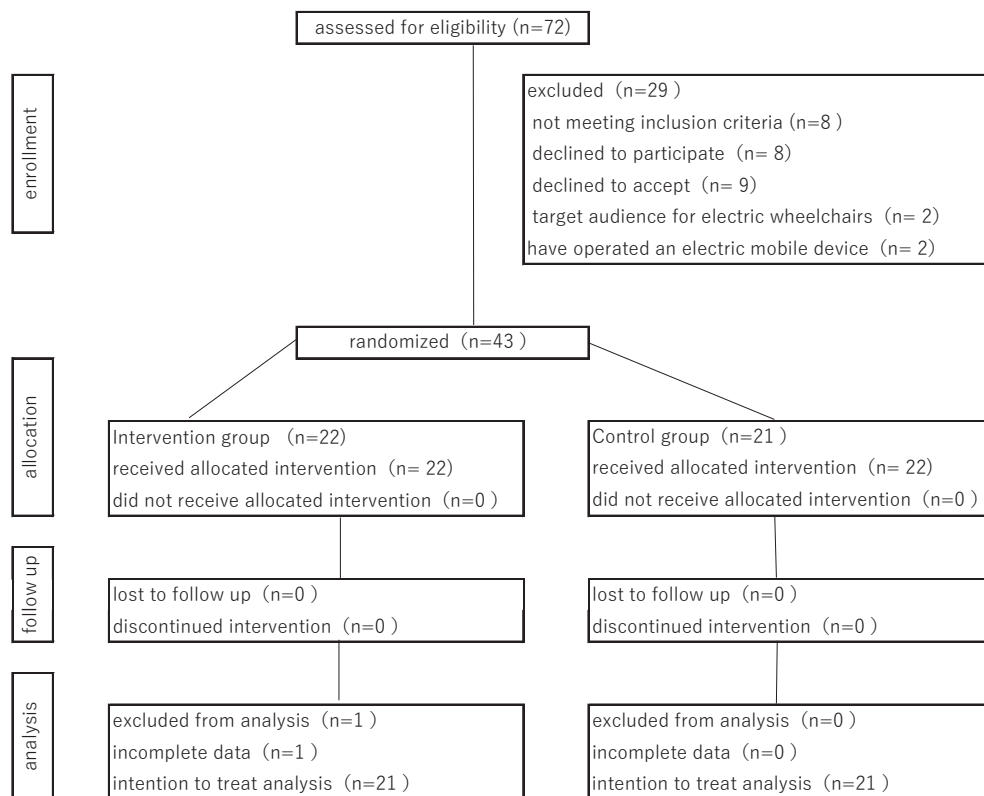 assessed for eligibility (n=72)
enrollment
excluded (n=29 )
not meeting inclusion criteria (n=8 )
declined to participate (n= 8)
declined to accept (n= 9)
target audience for electric wheelchairs (n= 2)
have operated an electric mobile device (n= 2)
randomized (n=43 )
allocation
Intervention group (n=22)
received allocated intervention (n= 22)
did not receive allocated intervention (n=0 )
Control group (n=21 )
received allocated intervention (n= 22)
did not receive allocated intervention (n=0 )
follow up
lost to follow up (n=0 )
discontinued intervention (n=0 )
lost to follow up (n=0 )
discontinued intervention (n=0 )
analysis
excluded from analysis (n=1 )
incomplete data (n=1 )
intention to treat analysis (n=21 )
excluded from analysis (n=0 )
incomplete data (n=0 )
intention to treat analysis (n=21 )